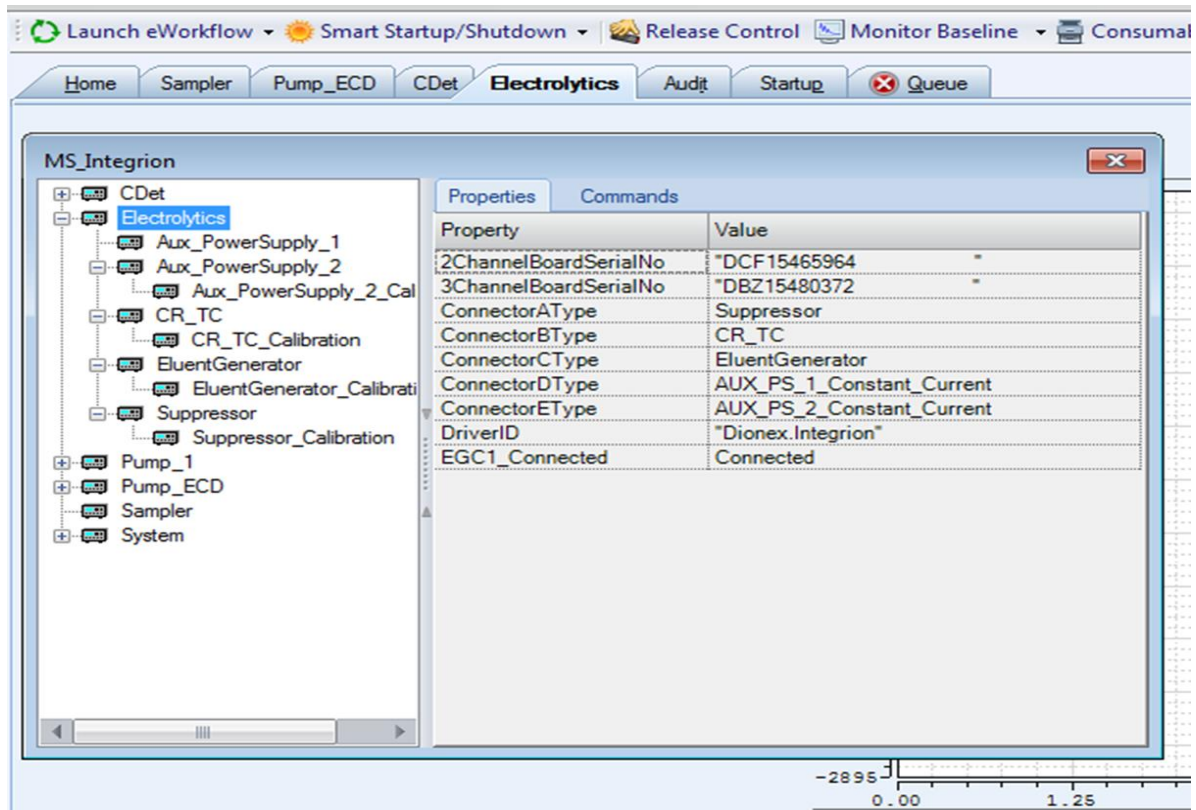 Launch eWorkflow Smart Startup/Shutdown Release Control Monitor Baseline Consumal
Home Sampler Pump_ECD CDet Electrolytics Audit Startup Queue
MS_Integrion
CDet
Electrolytics
Aux_PowerSupply_1
Aux_PowerSupply_2
Aux_PowerSupply_2_Cal
CR_TC
CR_TC_Calibration
EluentGenerator
EluentGenerator_Calibrati
Suppressor
Suppressor_Calibration
Pump_1
Pump_ECD
Sampler
System
Properties Commands
Property Value
2ChannelBoardSerialNo "DCF15465964 "
3ChannelBoardSerialNo "DBZ15480372 "
ConnectorAType Suppressor
ConnectorBType CR_TC
ConnectorCType EluentGenerator
ConnectorDType AUX_PS_1_Constant_Current
ConnectorEType AUX_PS_2_Constant_Current
DriverID "Dionex.Integrion"
EGC1_Connected Connected
-2895
0.00 1.25